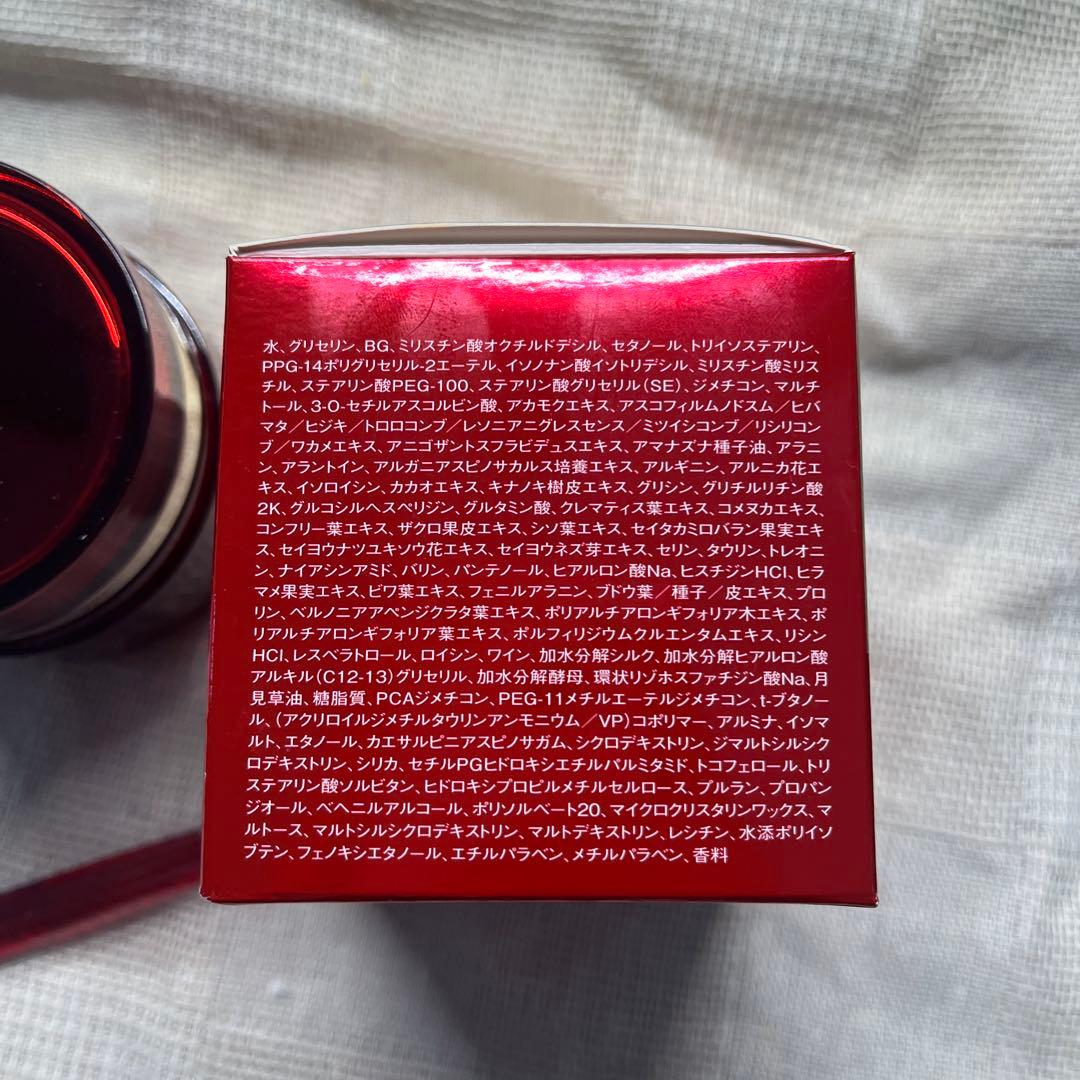 水、グリセリン、BG、ミリスチン酸オクチルドデシル、セタノール、トリイソステアリン、
PPG-14ポリグリセリル-2エーテル、イソノナン酸イソトリデシル、ミリスチン酸ミリス
チル、ステアリン酸PEG-100、ステアリン酸グリセリル(SE)、ジメチコン、マルチ
トール、3-O-セチルアスコルビン酸、アカモクエキス、アスコフィルムノドスム/ヒバ
マタ/ヒジキ/トロロコンブ/レソニアニグレスセンス/ミツイシコンブ/リシリコン
ブ/ワカメエキス、アニゴザントスフラビデュスエキス、アマナズナ種子油、アラニ
ン、アラントイン、アルガニアスピノサカルス培養エキス、アルギニン、アルニカ花エ
キス、イソロイシン、カカオエキス、キナノキ樹皮エキス、グリシン、グリチルリチン酸
2K、グルコシルヘスペリジン、グルタミン酸、クレマティス葉エキス、コメヌカエキス、
コンフリー葉エキス、ザクロ果皮エキス、シソ葉エキス、セイタカミロバラン果実エキ
ス、セイヨウナツユキソウ花エキス、セイヨウネズ芽エキス、セリン、タウリン、トレオニ
ン、ナイアシンアミド、バリン、パンテノール、ヒアルロン酸Na、ヒスチジンHCl、ヒラ
マメ果実エキス、ビワ葉エキス、フェニルアラニン、ブドウ葉/種子/皮エキス、プロ
リン、ベルノニアアペンジクラタ葉エキス、ポリアルチアロンギフォリア木エキス、ポ
リアルチアロンギフォリア葉エキス、ポルフィリジウムクルエンタムエキス、リシン
HCl、レスベラトロール、ロイシン、ワイン、加水分解シルク、加水分解ヒアルロン酸
アルキル(C12-13)グリセリル、加水分解酵母、環状リゾホスファチジン酸Na、月
見草油、糖脂質、PCAジメチコン、PEG-11メチルエーテルジメチコン、t-ブタノー
ル、(アクリロイルジメチルタウリンアンモニウム/VP)コポリマー、アルミナ、イソマ
ルト、エタノール、カエサルピニアスピノサガム、シクロデキストリン、ジマルトシルシク
ロデキストリン、シリカ、セチルPGヒドロキシエチルパルミタミド、トコフェロール、トリ
ステアリン酸ソルビタン、ヒドロキシプロピルメチルセルロース、プルラン、プロパン
ジオール、ベヘニルアルコール、ポリソルベート20、マイクロクリスタリンワックス、マ
ルトース、マルトシルシクロデキストリン、マルトデキストリン、レシチン、水添ポリイソ
ブテン、フェノキシエタノール、エチルパラベン、メチルパラベン、香料